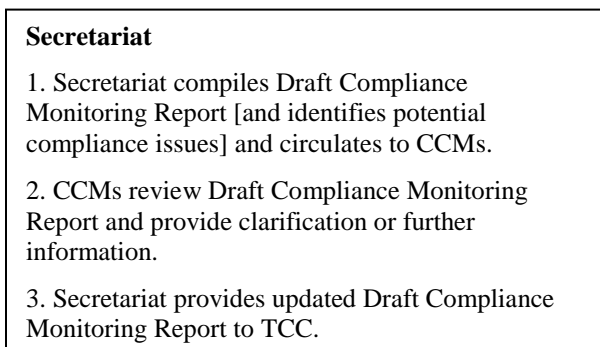 Secretariat
1. Secretariat compiles Draft Compliance
Monitoring Report [and identifies potential
compliance issues] and circulates to CCMs.
2. CCMs review Draft Compliance Monitoring
Report and provide clarification or further
information.
3. Secretariat provides updated Draft Compliance
Monitoring Report to TCC.